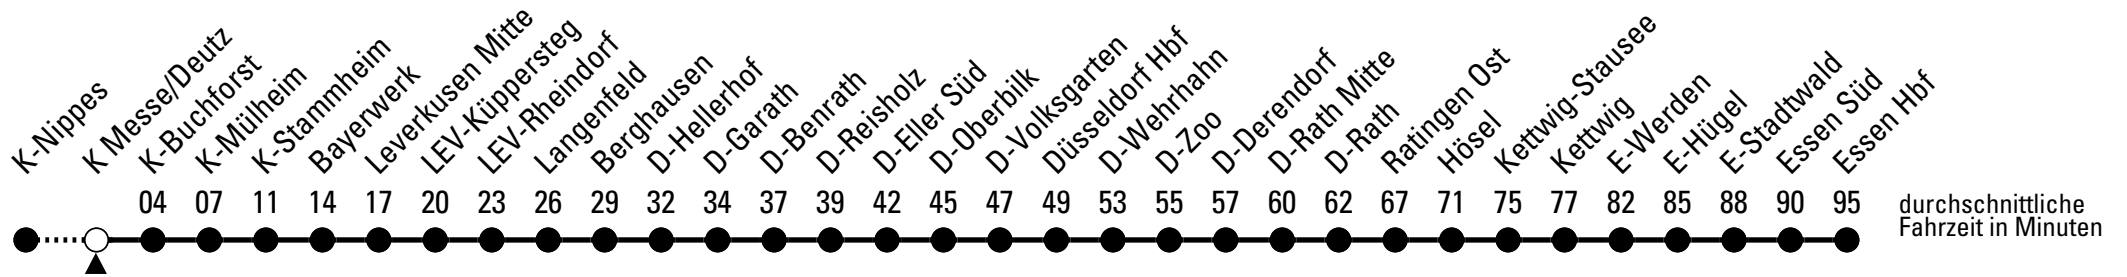 K-Nippes
K Messe/Deutz
K-Buchforst
K-Mülheim
K-Stammheim
Bayerwerk
Leverkusen Mitte
LEV-Küppersteg
LEV-Rheindorf
Langenfeld
Berghausen
D-Hellerhof
D-Garath
D-Benrath
D-Reisholz
D-Eller Süd
D-Oberbilk
D-Volksgarten
Düsseldorf Hbf
D-Wehrhahn
D-Zoo
D-Derendorf
D-Rath Mitte
D-Rath
Ratingen Ost
Hösel
Kettwig-Stausee
Kettwig
E-Werden
E-Hügel
E-Stadtwald
Essen Süd
Essen Hbf
04 07 11 14 17 20 23 26 29 32 34 37 39 42 45 47 49 53 55 57 60 62 67 71 75 77 82 85 88 90 95
durchschnittliche
Fahrzeit in Minuten